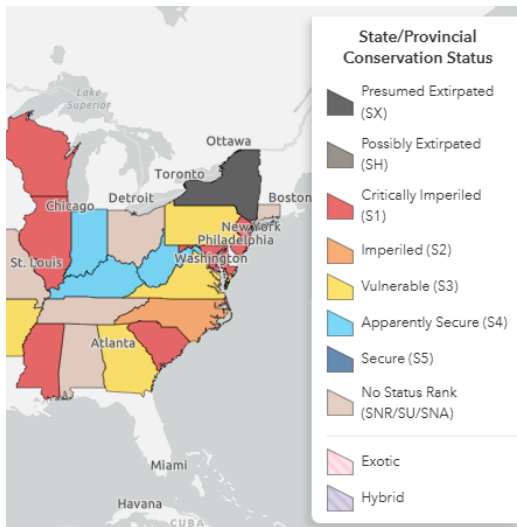 Lake
Superior
Ottawa
Toronto
Boston
Detroit
Chicago
New York
Philadelphia
St. Louis
Washington
Atlanta
Miami
Havana
CUBA
State/Provincial
Conservation Status
Presumed Extirpated
(SX)
Possibly Extirpated
(SH)
Critically Imperiled
(S1)
Imperiled (S2)
Vulnerable (S3)
Apparently Secure (S4)
Secure (S5)
No Status Rank
(SNR/SU/SNA)
Exotic
Hybrid